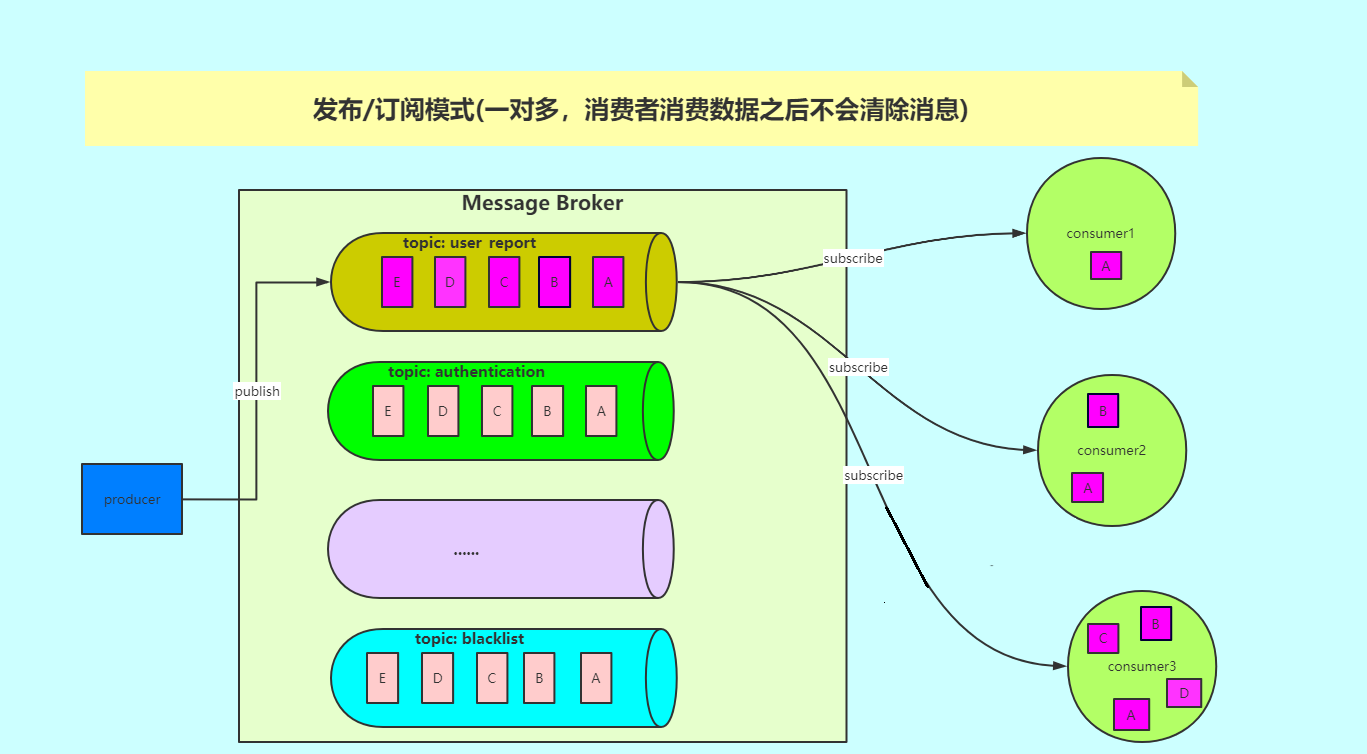 发布/订阅模式(一对多，消费者消费数据之后不会清除消息)
Message Broker
topic: user report
E D C B A
topic: authentication
E D C B A
......
topic: blacklist
E D C B A
producer
publish
subscribe
subscribe
subscribe
consumer1
A
B
consumer2
A
B
C
consumer3
D
A